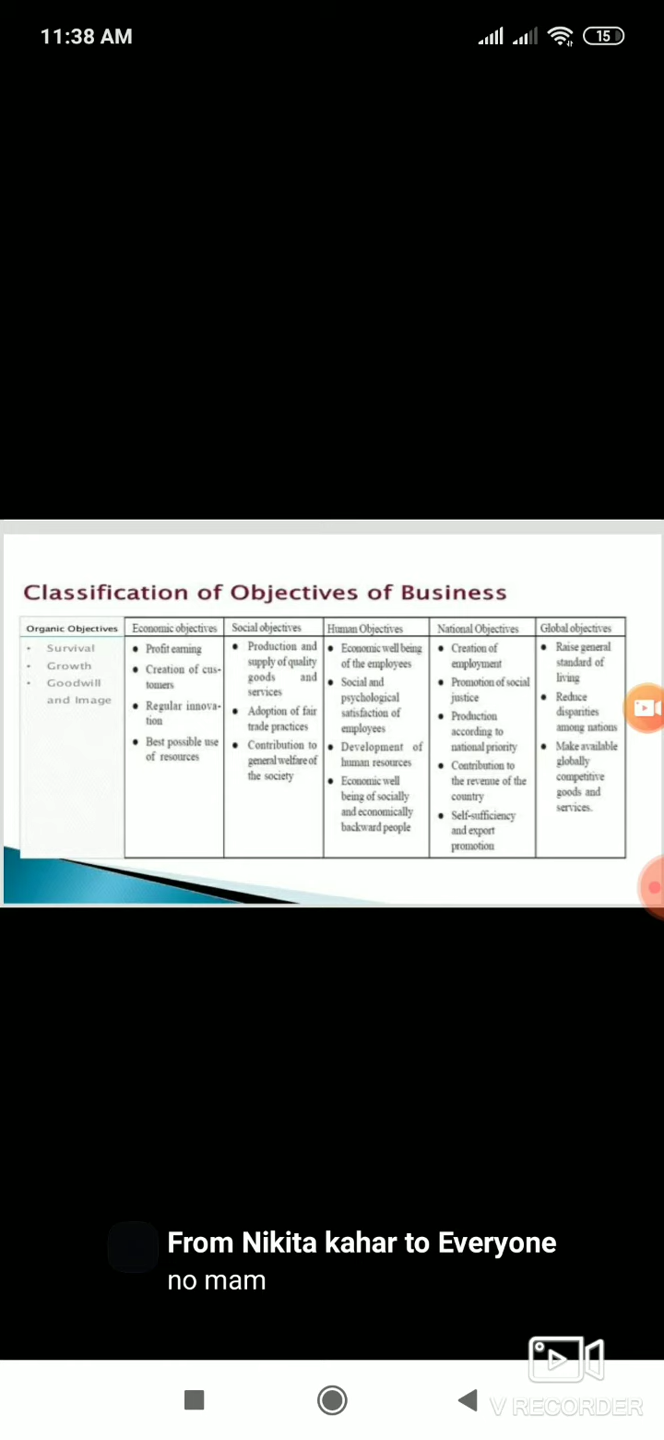 11:38 AM
15
Classification of Objectives of Business
Organic Objectives
• Survival
• Growth
• Goodwill
and Image
Economic objectives
● Profit earning
● Creation of cus-
tomers
● Regular innova-
tion
● Best possible use
of resources
Social objectives
● Production and
supply of quality
goods and
services
● Adoption of fair
trade practices
● Contribution to
general welfare of
the society
Human Objectives
● Economic well being
of the employees
● Social and
psychological
satisfaction of
employees
● Development of
human resources
● Economic well
being of socially
and economically
backward people
National Objectives
● Creation of
employment
● Promotion of social
justice
● Production
according to
national priority
● Contribution to
the revenue of the
country
● Self-sufficiency
and export
promotion
Global objectives
● Raise general
standard of
living
● Reduce
disparities
among nations
● Make available
globally
competitive
goods and
services.
From Nikita kahar to Everyone
no mam
V RECORDER